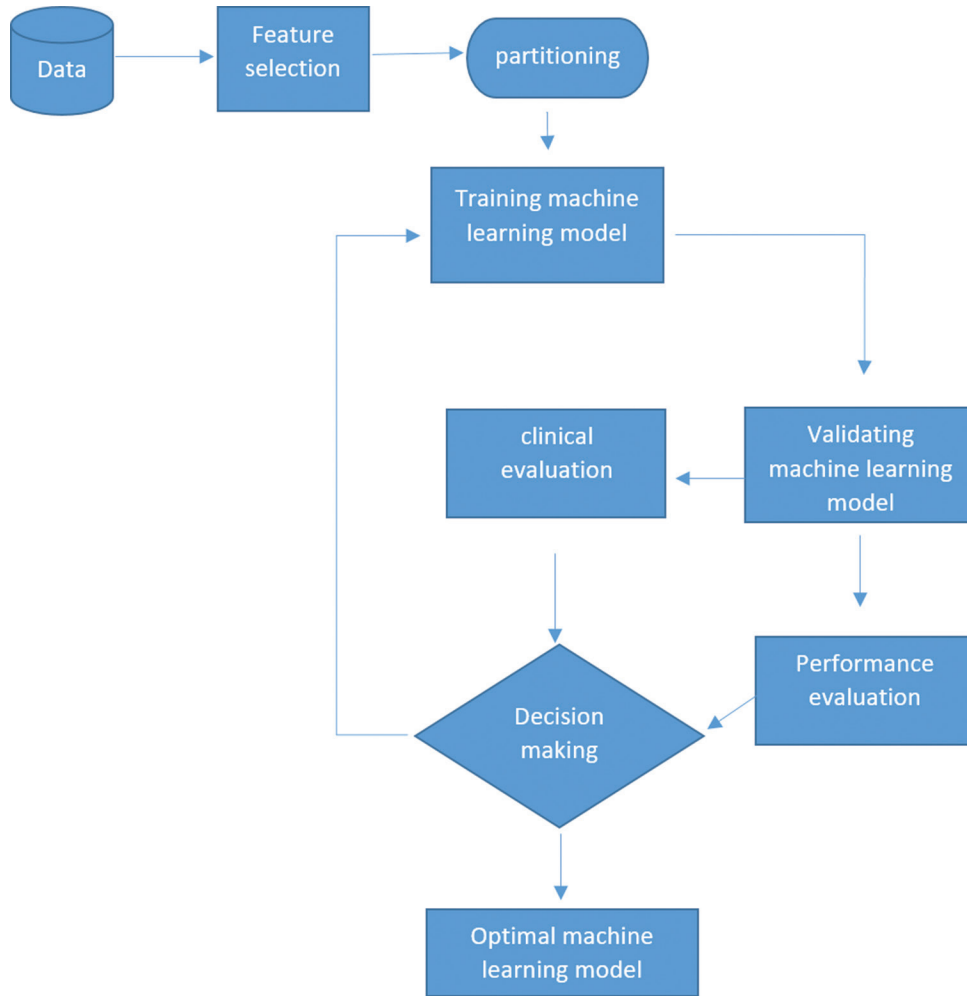 Data
Feature
selection
partitioning
Training machine
learning model
clinical
evaluation
Validating
machine learning
model
Performance
evaluation
Decision
making
Optimal machine
learning model